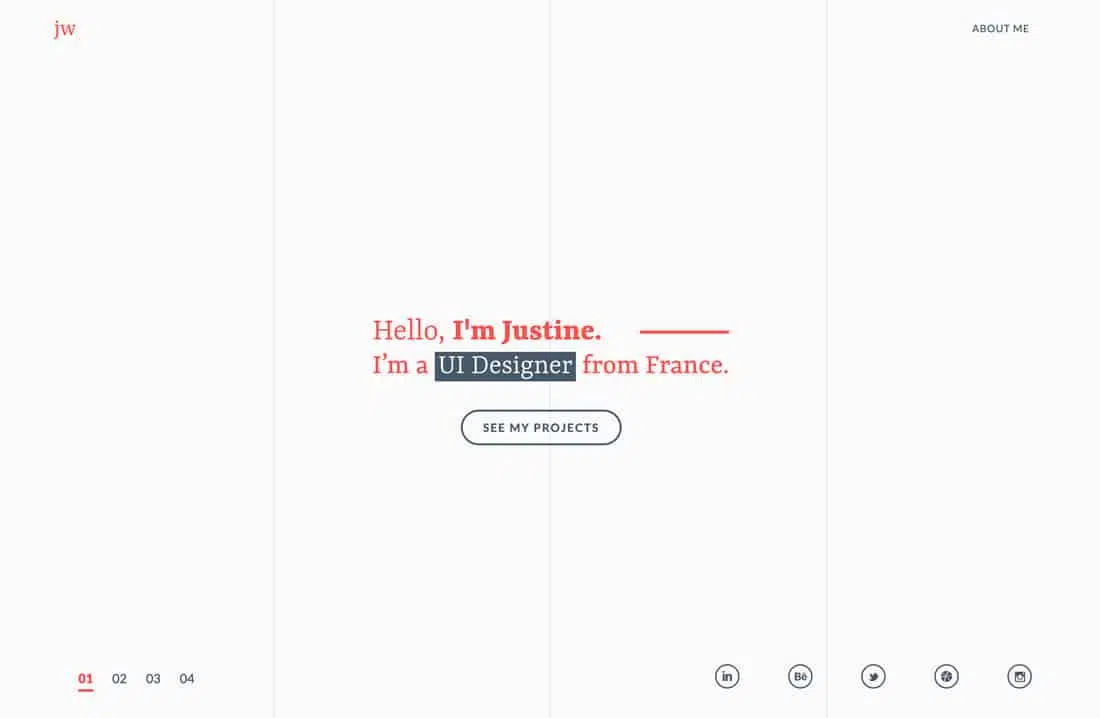 jw
ABOUT ME
Hello, I'm Justine.
I’m a UI Designer from France.
SEE MY PROJECTS
01 02 03 04
in Bē